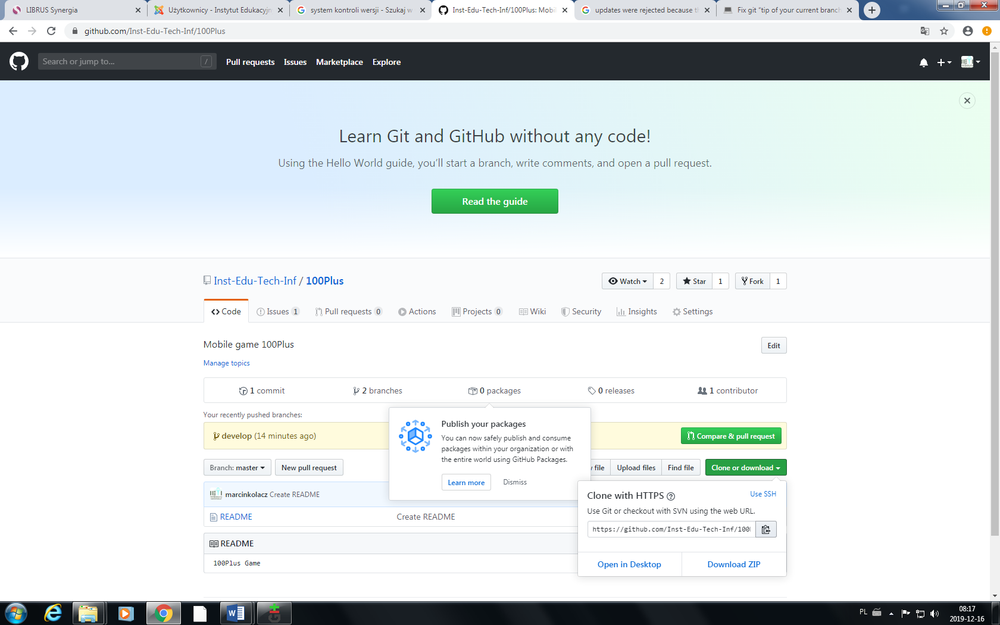 LIBRUS Synergia
Użytkownicy - Instytut Edukacyjn
system kontroli wersji - Szukaj w
Inst-Edu-Tech-Inf/100Plus: Mobil
updates were rejected because t
Fix git "tip of your current branch
github.com/Inst-Edu-Tech-Inf/100Plus
Search or jump to... /
Pull requests Issues Marketplace Explore
Learn Git and GitHub without any code!
Using the Hello World guide, you'll start a branch, write comments, and open a pull request.
Read the guide
Inst-Edu-Tech-Inf / 100Plus
Watch 2 Star 1 Fork 1
Code Issues 1 Pull requests 0 Actions Projects 0 Wiki Security Insights Settings
Mobile game 100Plus
Edit
Manage topics
1 commit 2 branches 0 packages 0 releases 1 contributor
Your recently pushed branches:
develop (14 minutes ago)
Compare & pull request
Publish your packages
You can now safely publish and consume
packages within your organization or with
the entire world using GitHub Packages.
Learn more Dismiss
Branch: master New pull request
file Upload files Find file Clone or download
marcinkolacz Create README
README Create README
README
100Plus Game
Clone with HTTPS ?
Use SSH
Use Git or checkout with SVN using the web URL.
https://github.com/Inst-Edu-Tech-Inf/100
Open in Desktop Download ZIP
PL
08:17
2019-12-16